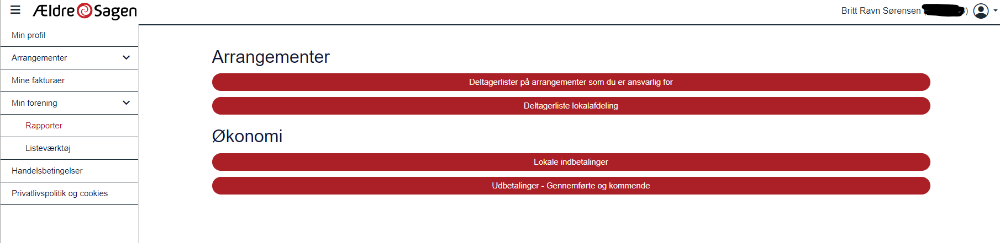 ÆldreSagen
Britt Ravn Sørensen
Min profil
Arrangementer
Mine fakturaer
Min forening
Rapporter
Listeværktøj
Handelsbetingelser
Privatlivspolitik og cookies
Arrangementer
Deltagerlister på arrangementer som du er ansvarlig for
Deltagerliste lokalafdeling
Økonomi
Lokale indbetalinger
Udbetalinger - Gennemførte og kommende